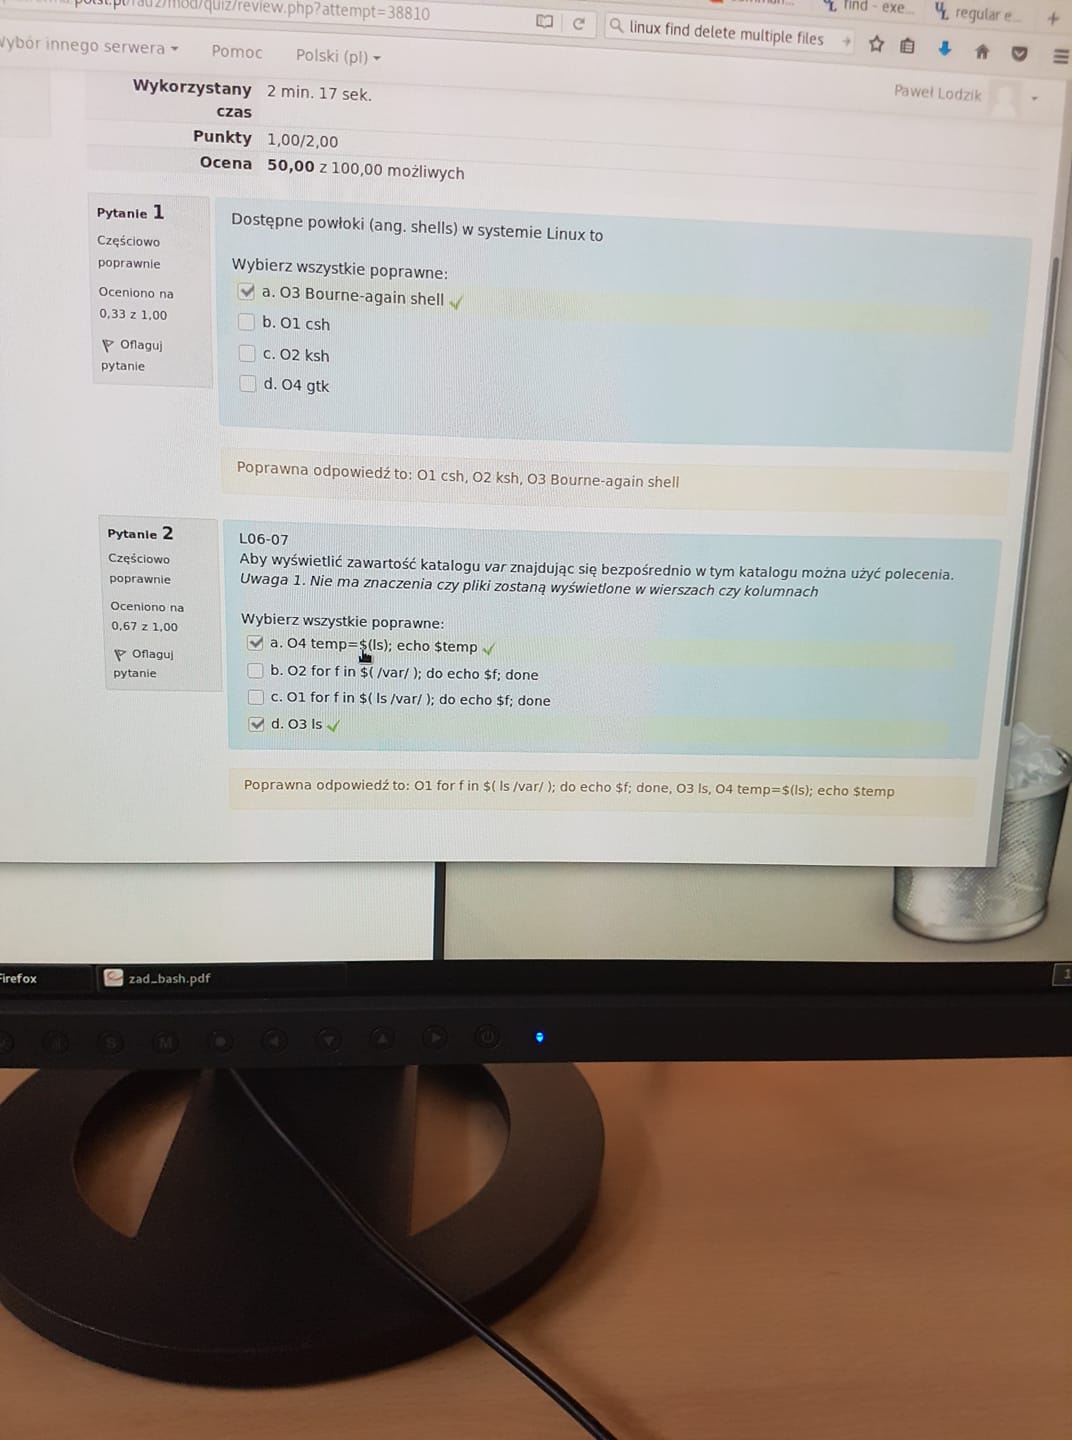 mod/quiz/review.php?attempt=38810
linux find delete multiple files
find - exe...
regular e...
Wybór innego serwera
Pomoc
Polski (pl)
Paweł Lodzik
Wykorzystany czas
2 min. 17 sek.
Punkty
1,00/2,00
Ocena
50,00 z 100,00 możliwych
Pytanie 1
Częściowo
poprawnie
Oceniono na
0,33 z 1,00
Oflaguj
pytanie
Dostępne powłoki (ang. shells) w systemie Linux to
Wybierz wszystkie poprawne:
a. O3 Bourne-again shell
b. O1 csh
c. O2 ksh
d. O4 gtk
Poprawna odpowiedź to: O1 csh, O2 ksh, O3 Bourne-again shell
Pytanie 2
Częściowo
poprawnie
Oceniono na
0,67 z 1,00
Oflaguj
pytanie
L06-07
Aby wyświetlić zawartość katalogu var znajdując się bezpośrednio w tym katalogu można użyć polecenia.
Uwaga 1. Nie ma znaczenia czy pliki zostaną wyświetlone w wierszach czy kolumnach
Wybierz wszystkie poprawne:
a. O4 temp=$(ls); echo $temp
b. O2 for f in $( /var/ ); do echo $f; done
c. O1 for f in $( ls /var/ ); do echo $f; done
d. O3 ls
Poprawna odpowiedź to: O1 for f in $( ls /var/ ); do echo $f; done, O3 ls, O4 temp=$(ls); echo $temp
Firefox
zad_bash.pdf
1
S
M